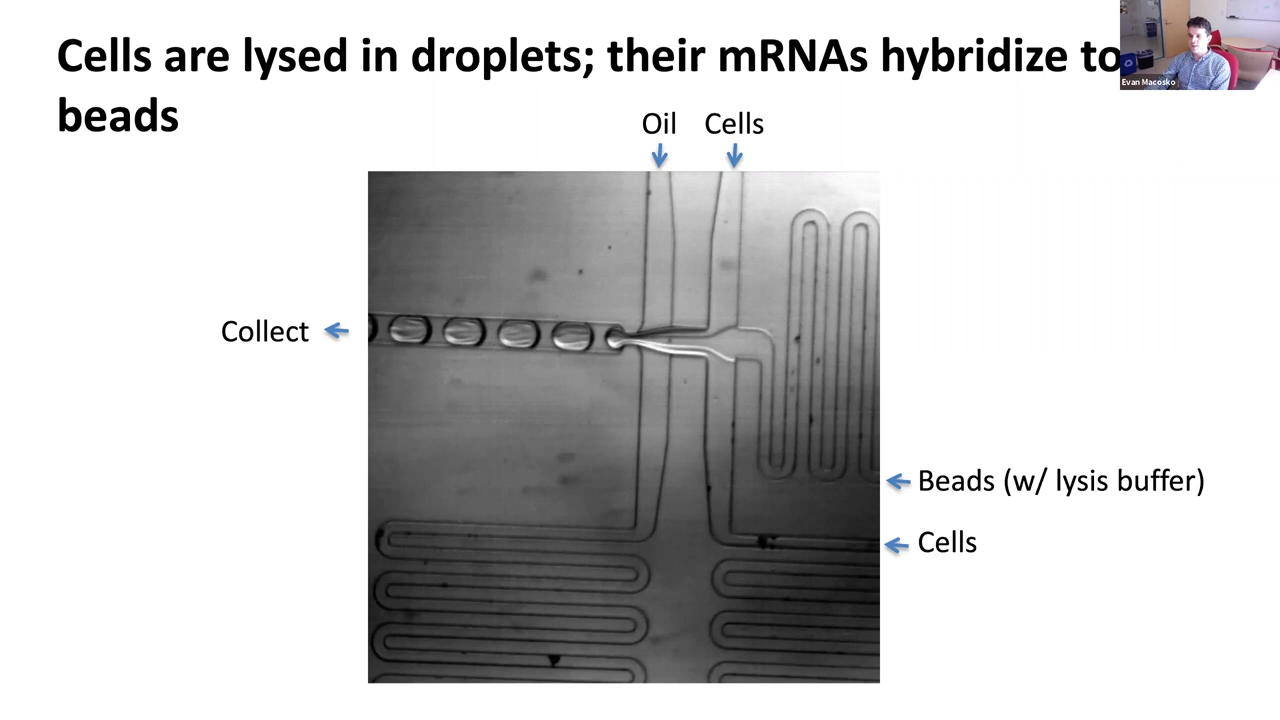 Cells are lysed in droplets; their mRNAs hybridize to
beads
Evan Macosko
Oil
Cells
Collect
Beads (w/ lysis buffer)
Cells